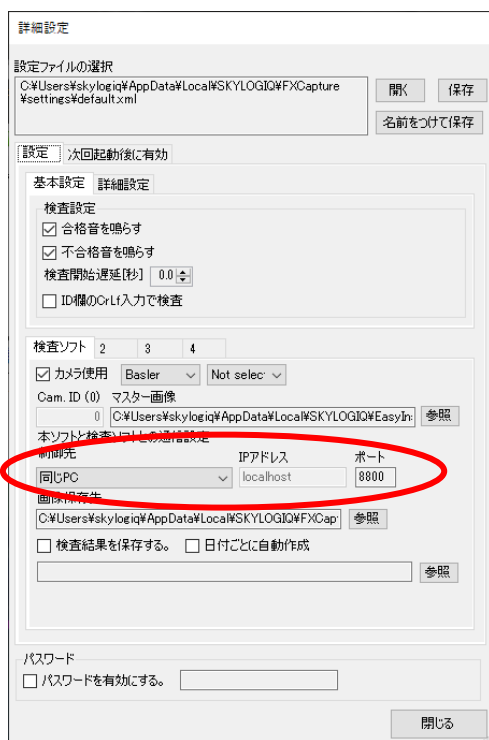 詳細設定
設定ファイルの選択
C:¥Users¥skylogiq¥AppData¥Local¥SKYLOGIQ¥FXCapture
¥settings¥default.xml
開く
保存
名前をつけて保存
設定
次回起動後に有効
基本設定
詳細設定
検査設定
合格音を鳴らす
不合格音を鳴らす
検査開始遅延[秒] 0.0
ID欄のCrLf入力で検査
検査ソフト 2 3 4
カメラ使用 Basler Not selec
Cam. ID (0) マスター画像
0 C:¥Users¥skylogiq¥AppData¥Local¥SKYLOGIQ¥EasyIn 参照
本ソフトと検査ソフトとの通信設定
制御先 IPアドレス ポート
同じPC localhost 8800
画像保存先
C:¥Users¥skylogiq¥AppData¥Local¥SKYLOGIQ¥FXCap 参照
検査結果を保存する。 日付ごとに自動作成
参照
パスワード
パスワードを有効にする。
閉じる